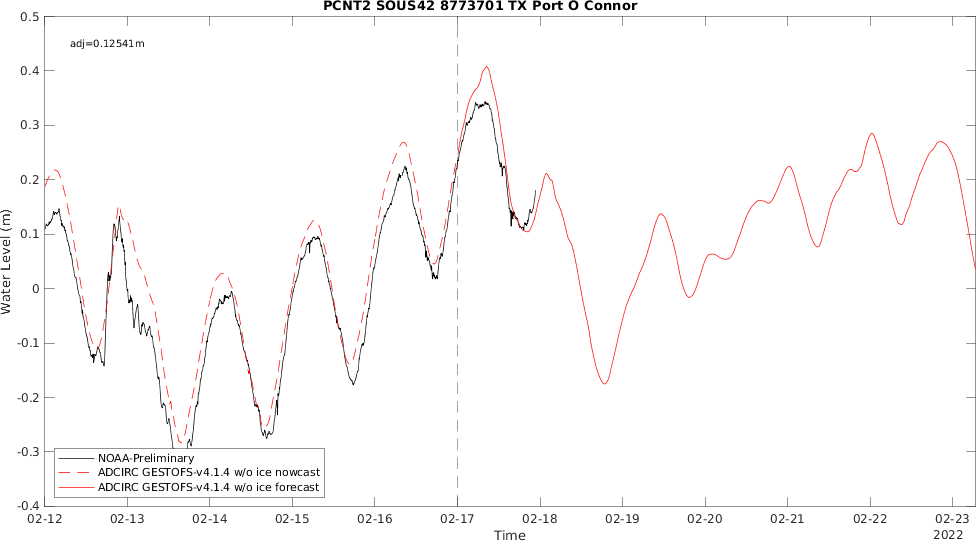 PCNT2 SOUS42 8773701 TX Port O Connor
adj=0.12541m
0.5
0.4
0.3
0.2
0.1
0
-0.1
-0.2
-0.3
-0.4
Water Level (m)
NOAA-Preliminary
ADCIRC GESTOFS-v4.1.4 w/o ice nowcast
ADCIRC GESTOFS-v4.1.4 w/o ice forecast
02-12 02-13 02-14 02-15 02-16 02-17 02-18 02-19 02-20 02-21 02-22 02-23
Time 2022